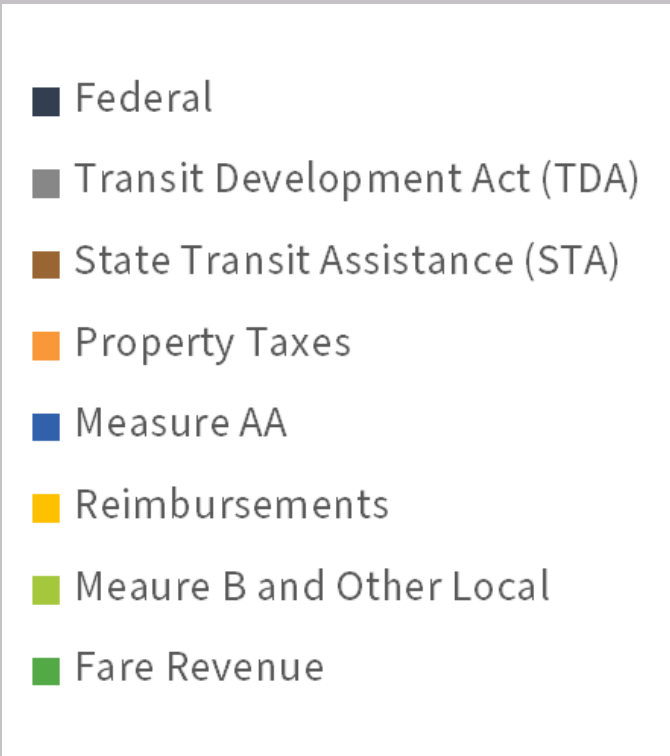 Federal
Transit Development Act (TDA)
State Transit Assistance (STA)
Property Taxes
Measure AA
Reimbursements
Meaure B and Other Local
Fare Revenue